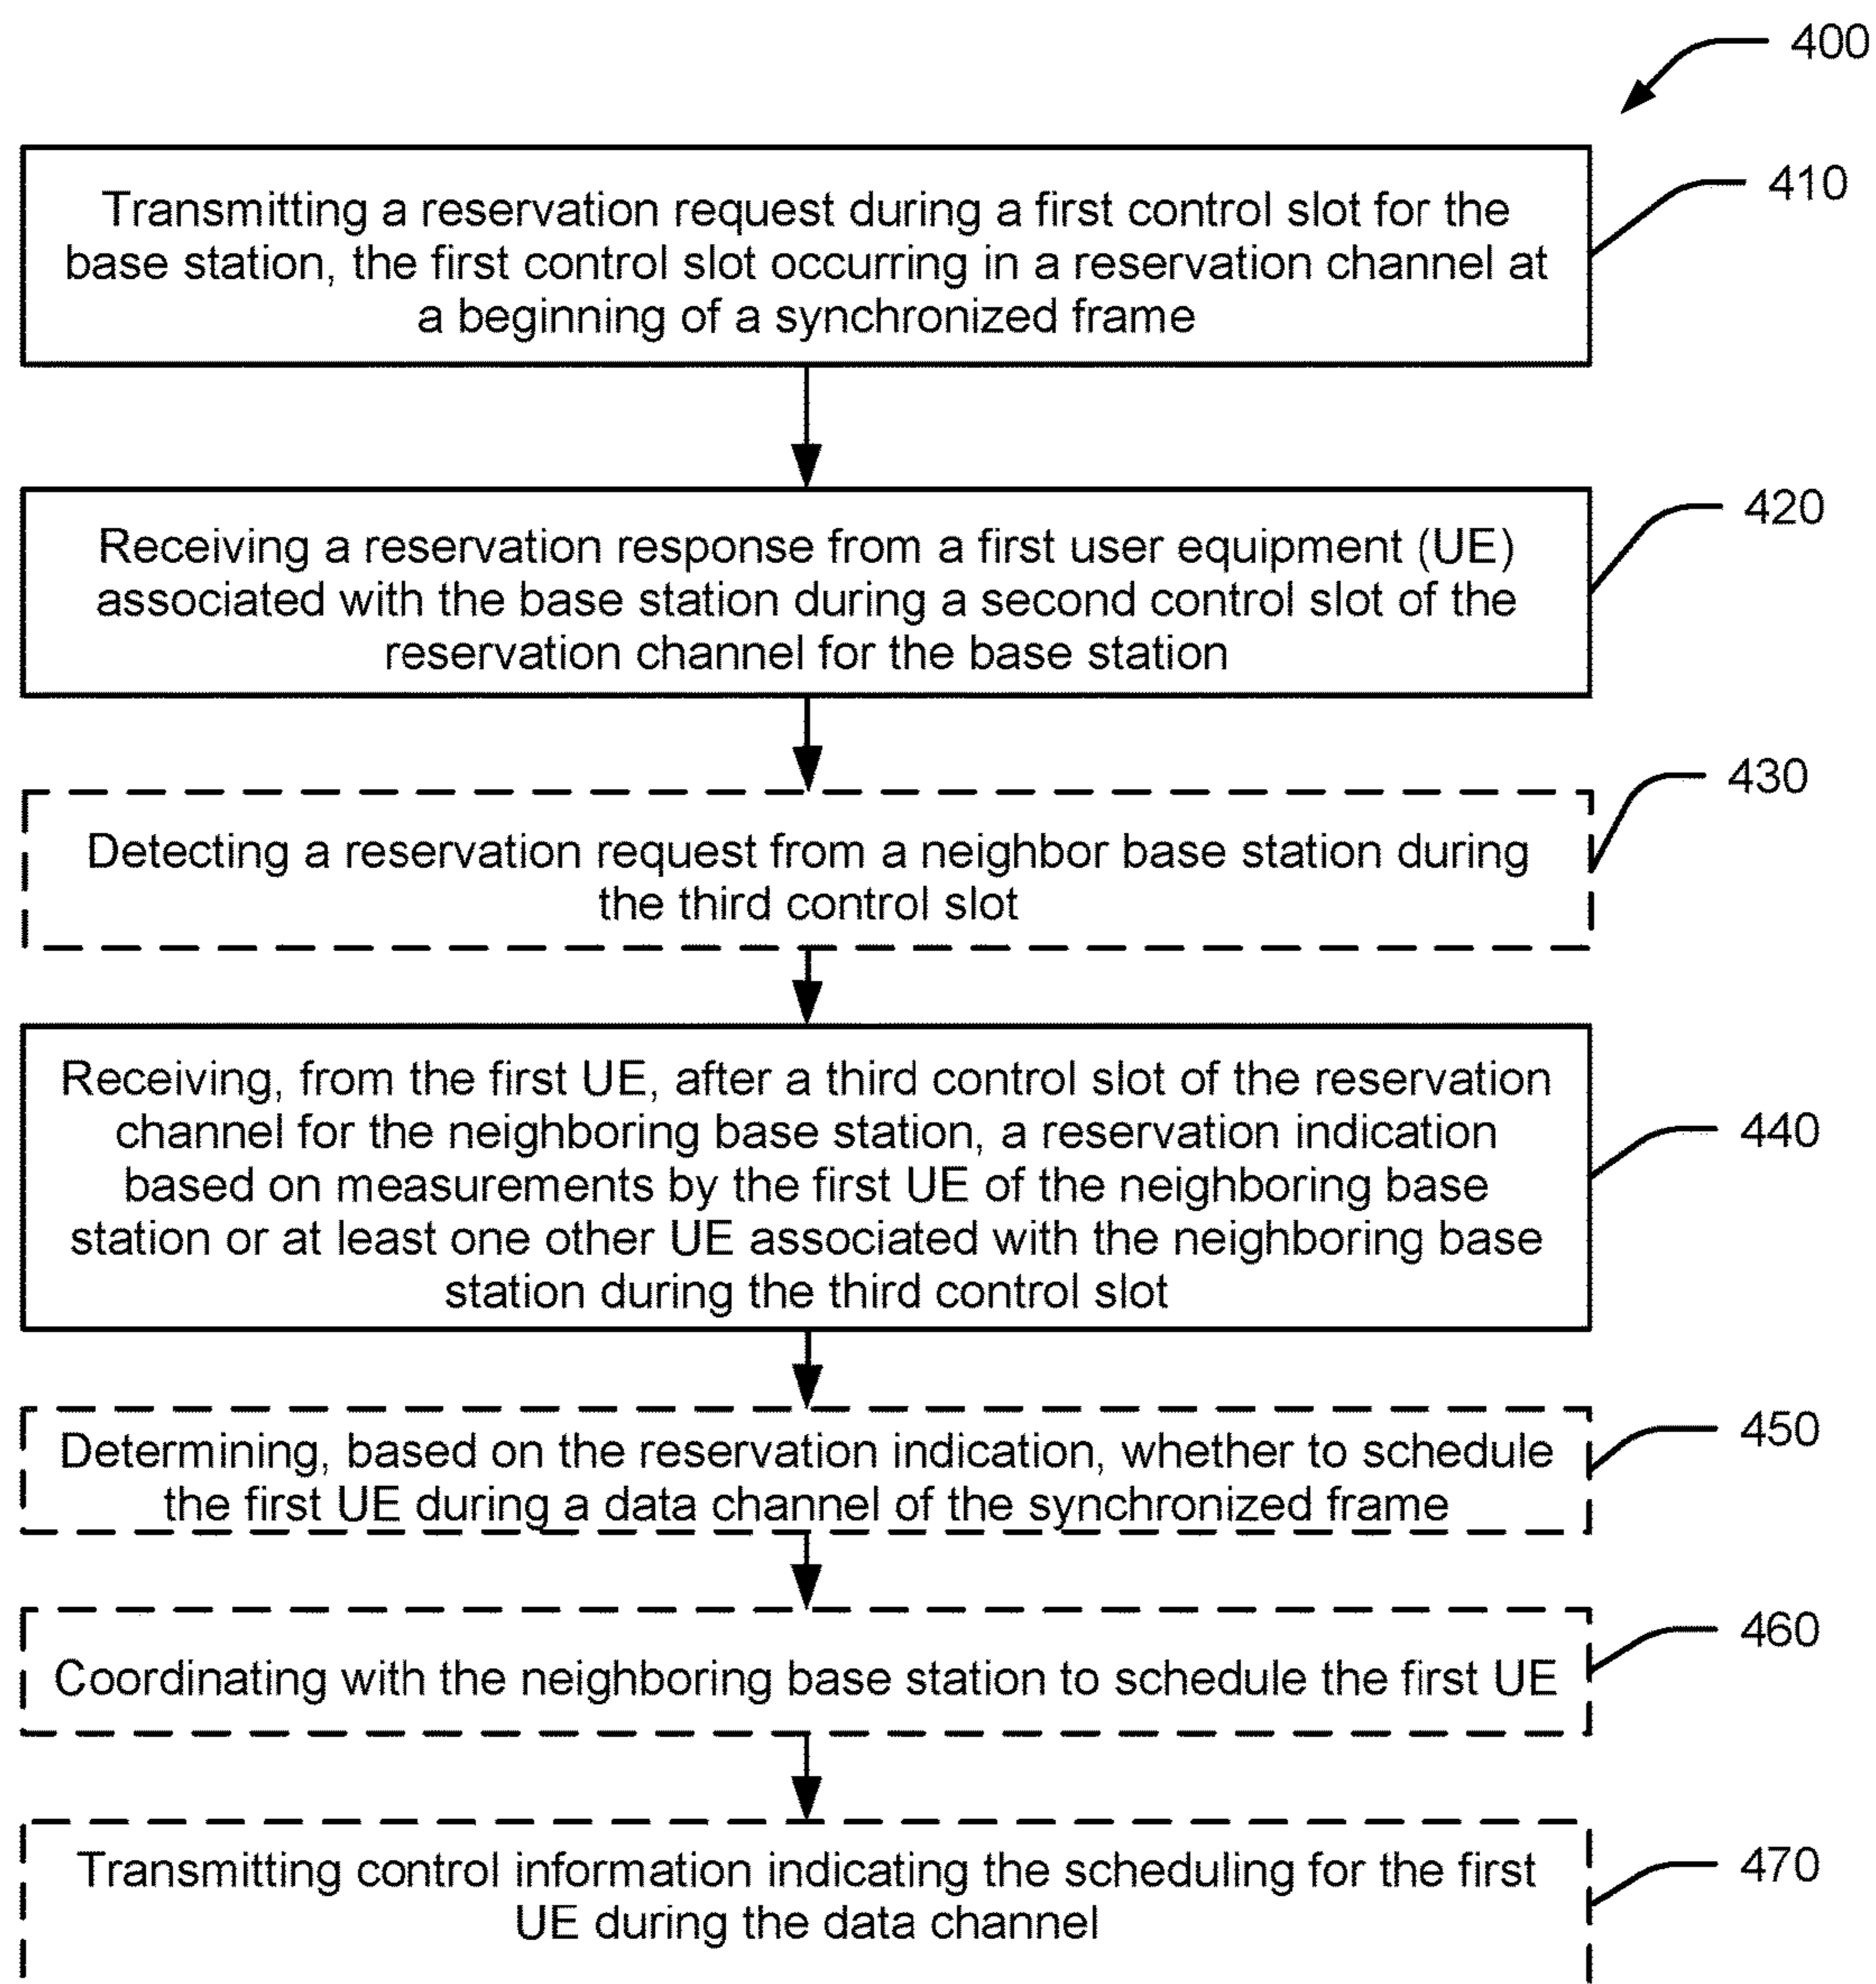 400
Transmitting a reservation request during a first control slot for the
base station, the first control slot occurring in a reservation channel at
a beginning of a synchronized frame
410
Receiving a reservation response from a first user equipment (UE)
associated with the base station during a second control slot of the
reservation channel for the base station
420
Detecting a reservation request from a neighbor base station during
the third control slot
430
Receiving, from the first UE, after a third control slot of the reservation
channel for the neighboring base station, a reservation indication
based on measurements by the first UE of the neighboring base
station or at least one other UE associated with the neighboring base
station during the third control slot
440
Determining, based on the reservation indication, whether to schedule
the first UE during a data channel of the synchronized frame
450
Coordinating with the neighboring base station to schedule the first UE
460
Transmitting control information indicating the scheduling for the first
UE during the data channel
470